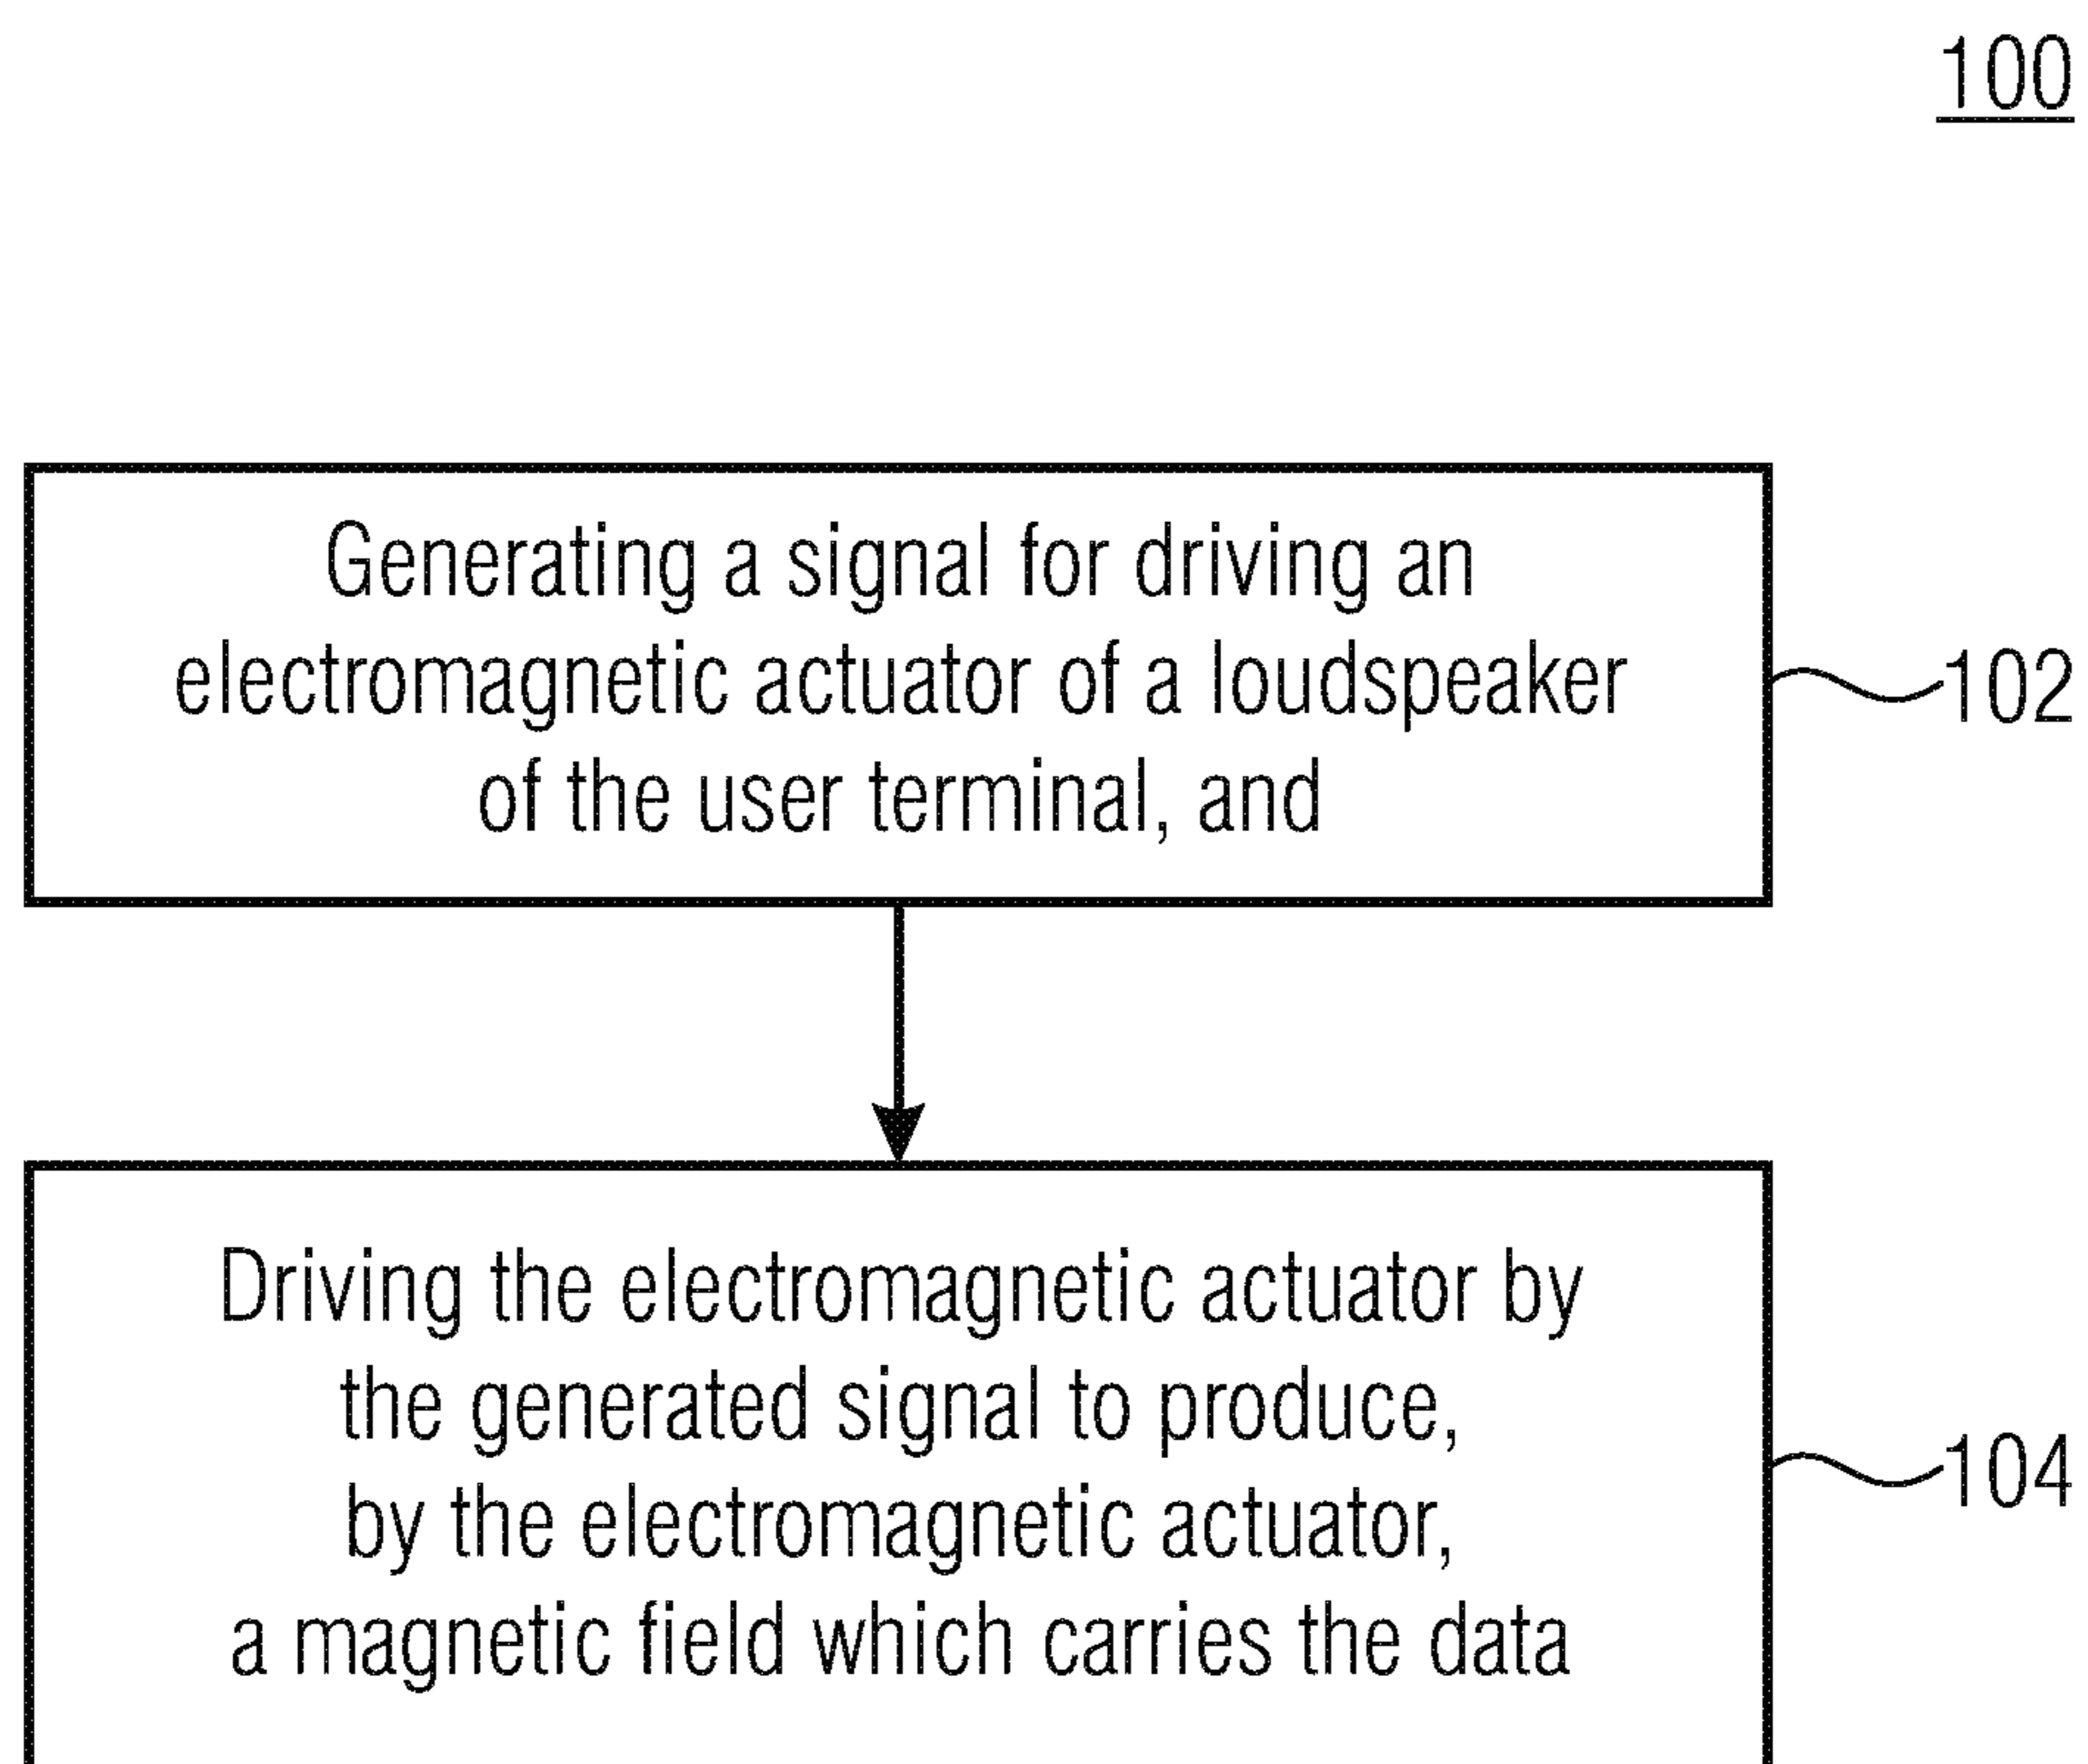 100
Generating a signal for driving an
electromagnetic actuator of a loudspeaker
of the user terminal, and
102
Driving the electromagnetic actuator by
the generated signal to produce,
by the electromagnetic actuator,
a magnetic field which carries the data
104